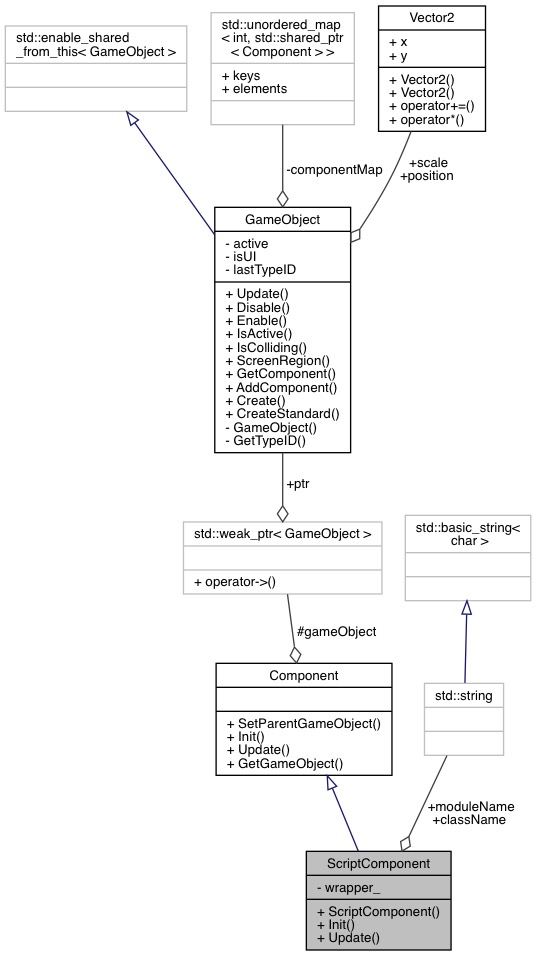 std::enable_shared
_from_this< GameObject >
std::unordered_map
< int, std::shared_ptr
< Component > >
+ keys
+ elements
Vector2
+ x
+ y
+ Vector2()
+ Vector2()
+ operator+=()
+ operator*()
-componentMap
+scale
+position
GameObject
- active
- isUI
- lastTypeID
+ Update()
+ Disable()
+ Enable()
+ IsActive()
+ IsColliding()
+ ScreenRegion()
+ GetComponent()
+ AddComponent()
+ Create()
+ CreateStandard()
- GameObject()
- GetTypeID()
+ptr
std::weak_ptr< GameObject >
+ operator->()
std::basic_string<
char >
#gameObject
Component
+ SetParentGameObject()
+ Init()
+ Update()
+ GetGameObject()
std::string
+moduleName
+className
ScriptComponent
- wrapper_
+ ScriptComponent()
+ Init()
+ Update()